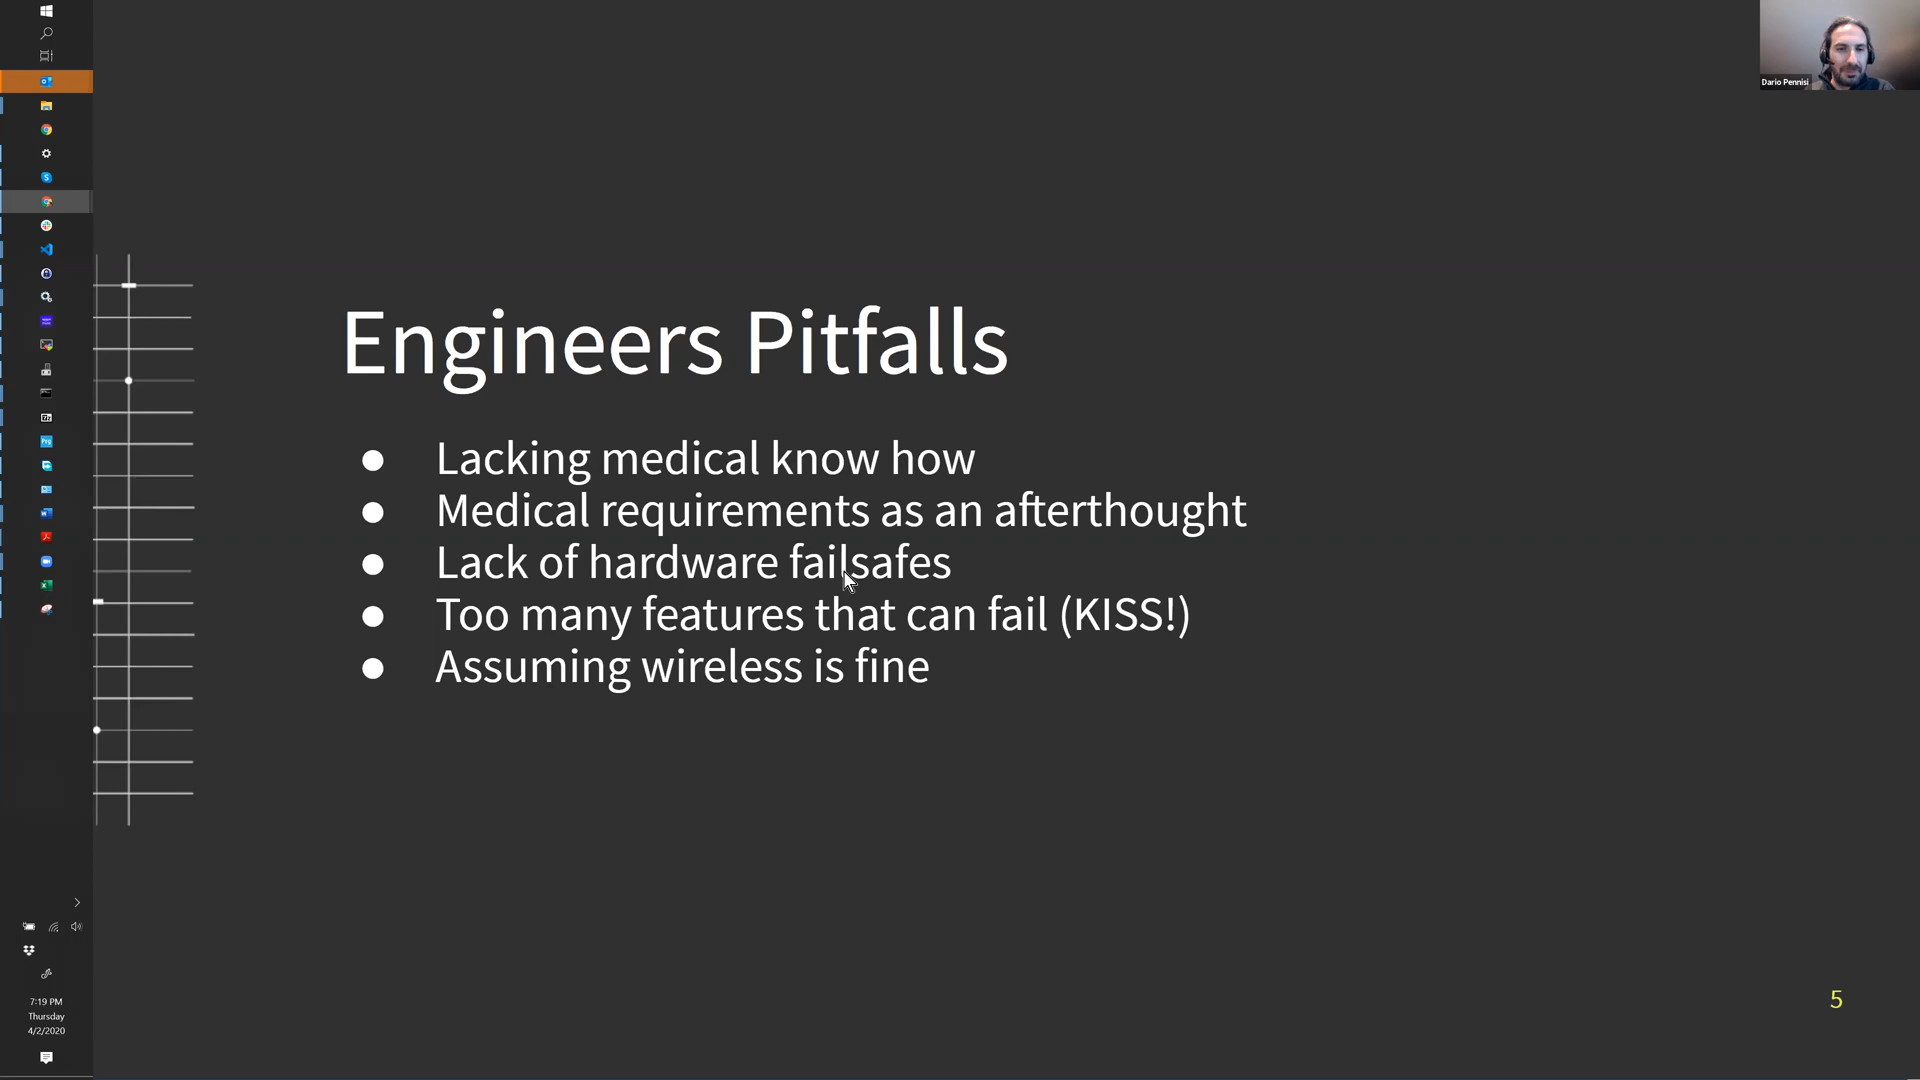 Dario Pennisi
Engineers Pitfalls
● Lacking medical know how
● Medical requirements as an afterthought
● Lack of hardware failsafes
● Too many features that can fail (KISS!)
● Assuming wireless is fine
7:19 PM
Thursday
4/2/2020
5